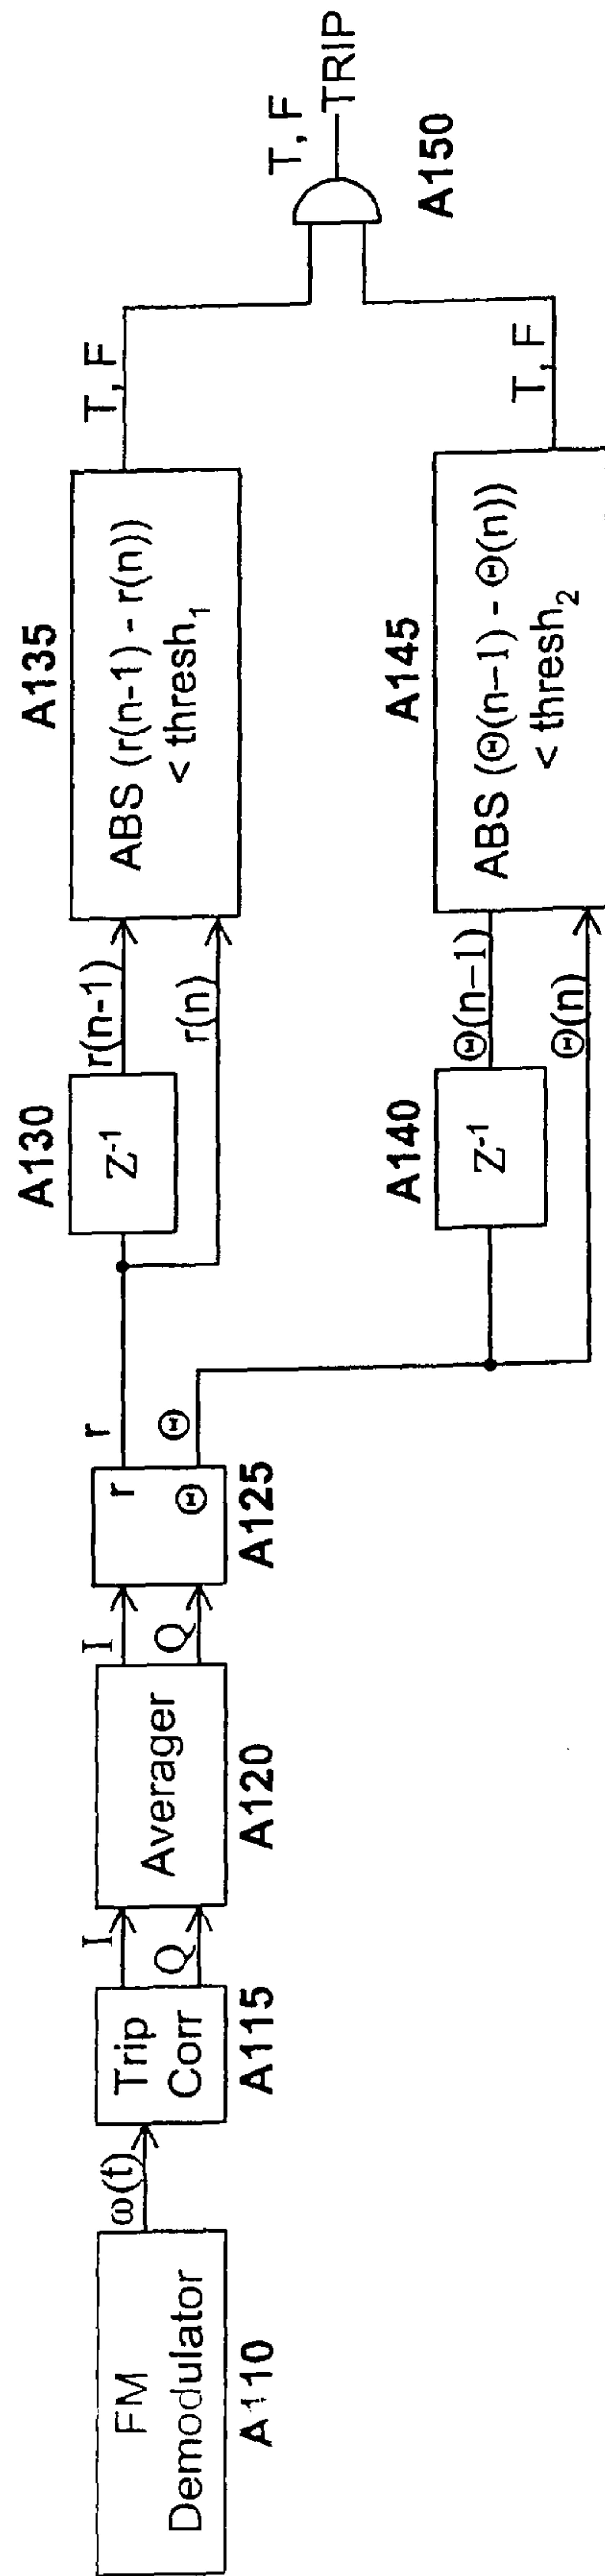 FM
Demodulator
A110
ω(t)
Trip
Corr
A115
I
Q
Averager
A120
I
Q
r
Θ
A125
r
Θ
A130
Z⁻¹
r(n-1)
r(n)
A135
ABS (r(n-1) - r(n))
< thresh₁
T, F
A140
Z⁻¹
Θ(n–1)
Θ(n)
A145
ABS (Θ(n–1) - Θ(n))
< thresh₂
T, F
T, F
TRIP
A150